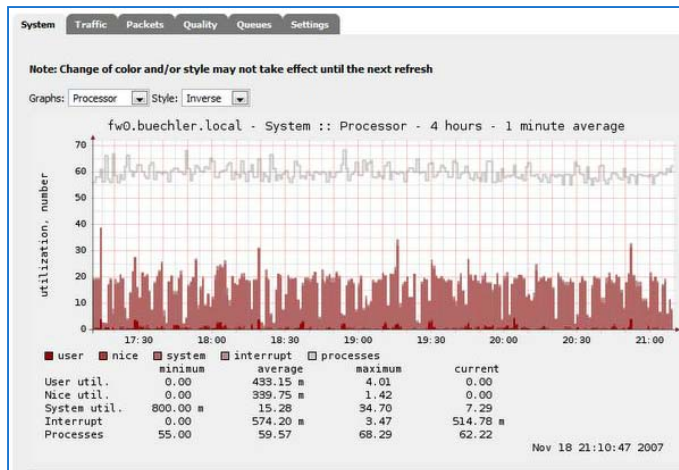 System Traffic Packets Quality Queues Settings
Note: Change of color and/or style may not take effect until the next refresh
Graphs: Processor Style: Inverse
fw0.buechler.local - System :: Processor - 4 hours - 1 minute average
70
60
50
40
30
20
10
0
utilization, number
17:30 18:00 18:30 19:00 19:30 20:00 20:30 21:00
user nice system interrupt processes
minimum average maximum current
User util. 0.00 433.15 m 4.01 0.00
Nice util. 0.00 339.75 m 1.42 0.00
System util. 800.00 m 15.28 34.70 7.29
Interrupt 0.00 574.20 m 3.47 514.78 m
Processes 55.00 59.57 68.29 62.22
Nov 18 21:10:47 2007